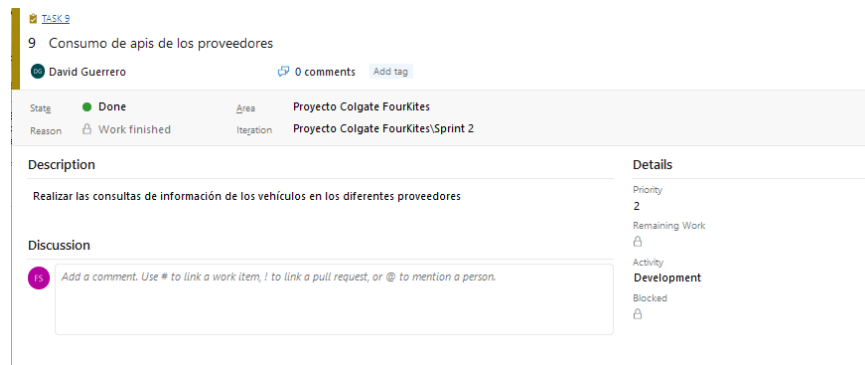 TASK 9
9 Consumo de apis de los proveedores
DG David Guerrero 0 comments Add tag
State Done Area Proyecto Colgate FourKites
Reason Work finished Iteration Proyecto Colgate FourKites\Sprint 2
Description
Realizar las consultas de información de los vehículos en los diferentes proveedores
Discussion
FS Add a comment. Use # to link a work item, ! to link a pull request, or @ to mention a person.
Details
Priority
2
Remaining Work
Activity
Development
Blocked